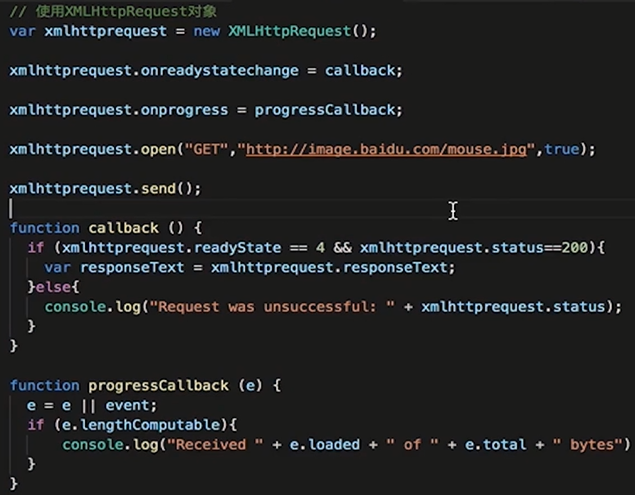 // 使用XMLHttpRequest对象
var xmlhttprequest = new XMLHttpRequest();
xmlhttprequest.onreadystatechange = callback;
xmlhttprequest.onprogress = progressCallback;
xmlhttprequest.open("GET","http://image.baidu.com/mouse.jpg",true);
xmlhttprequest.send();
function callback () {
if (xmlhttprequest.readyState == 4 && xmlhttprequest.status==200){
var responseText = xmlhttprequest.responseText;
}else{
console.log("Request was unsuccessful: " + xmlhttprequest.status);
}
}
function progressCallback (e) {
e = e || event;
if (e.lengthComputable){
console.log("Received " + e.loaded + " of " + e.total + " bytes")
}
}